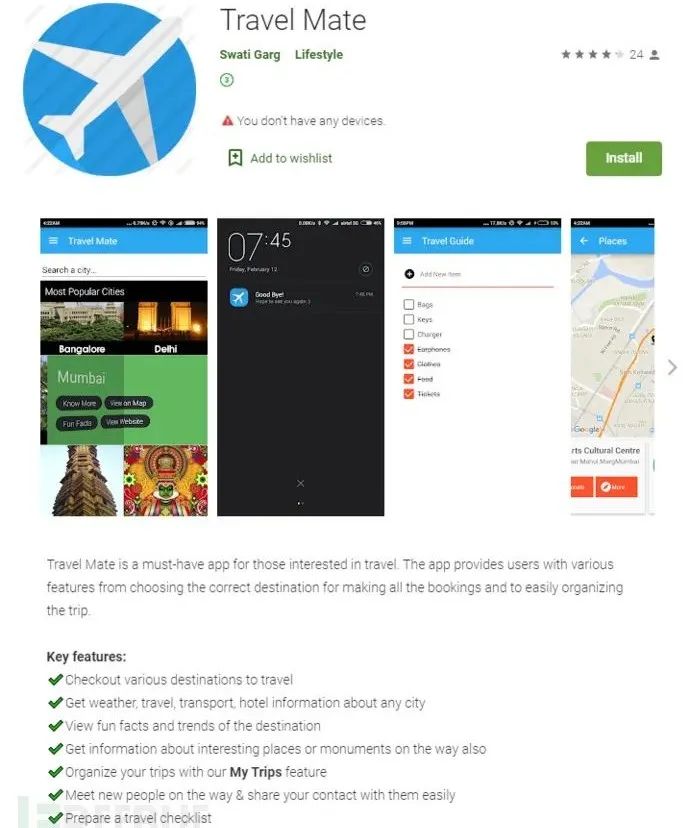 Travel Mate
Swati Garg Lifestyle
24
3
You don't have any devices.
Add to wishlist
Install
4:22AM
94%
Travel Mate
Search a city...
Most Popular Cities
Bangalore Delhi
Mumbai
Know More View on Map
Fun Facts View Website
07:45
Friday, February 12
Good Bye!
7:45 PM
Hope to see you again :)
Travel Guide
Add New Item
Bags
Keys
Charger
Earphones
Clothes
Food
Tickets
4:22AM
Places
Google
rts Cultural Centre
More
Travel Mate is a must-have app for those interested in travel. The app provides users with various
features from choosing the correct destination for making all the bookings and to easily organizing
the trip.
Key features:
Checkout various destinations to travel
Get weather, travel, transport, hotel information about any city
View fun facts and trends of the destination
Get information about interesting places or monuments on the way also
Organize your trips with our My Trips feature
Meet new people on the way & share your contact with them easily
Prepare a travel checklist